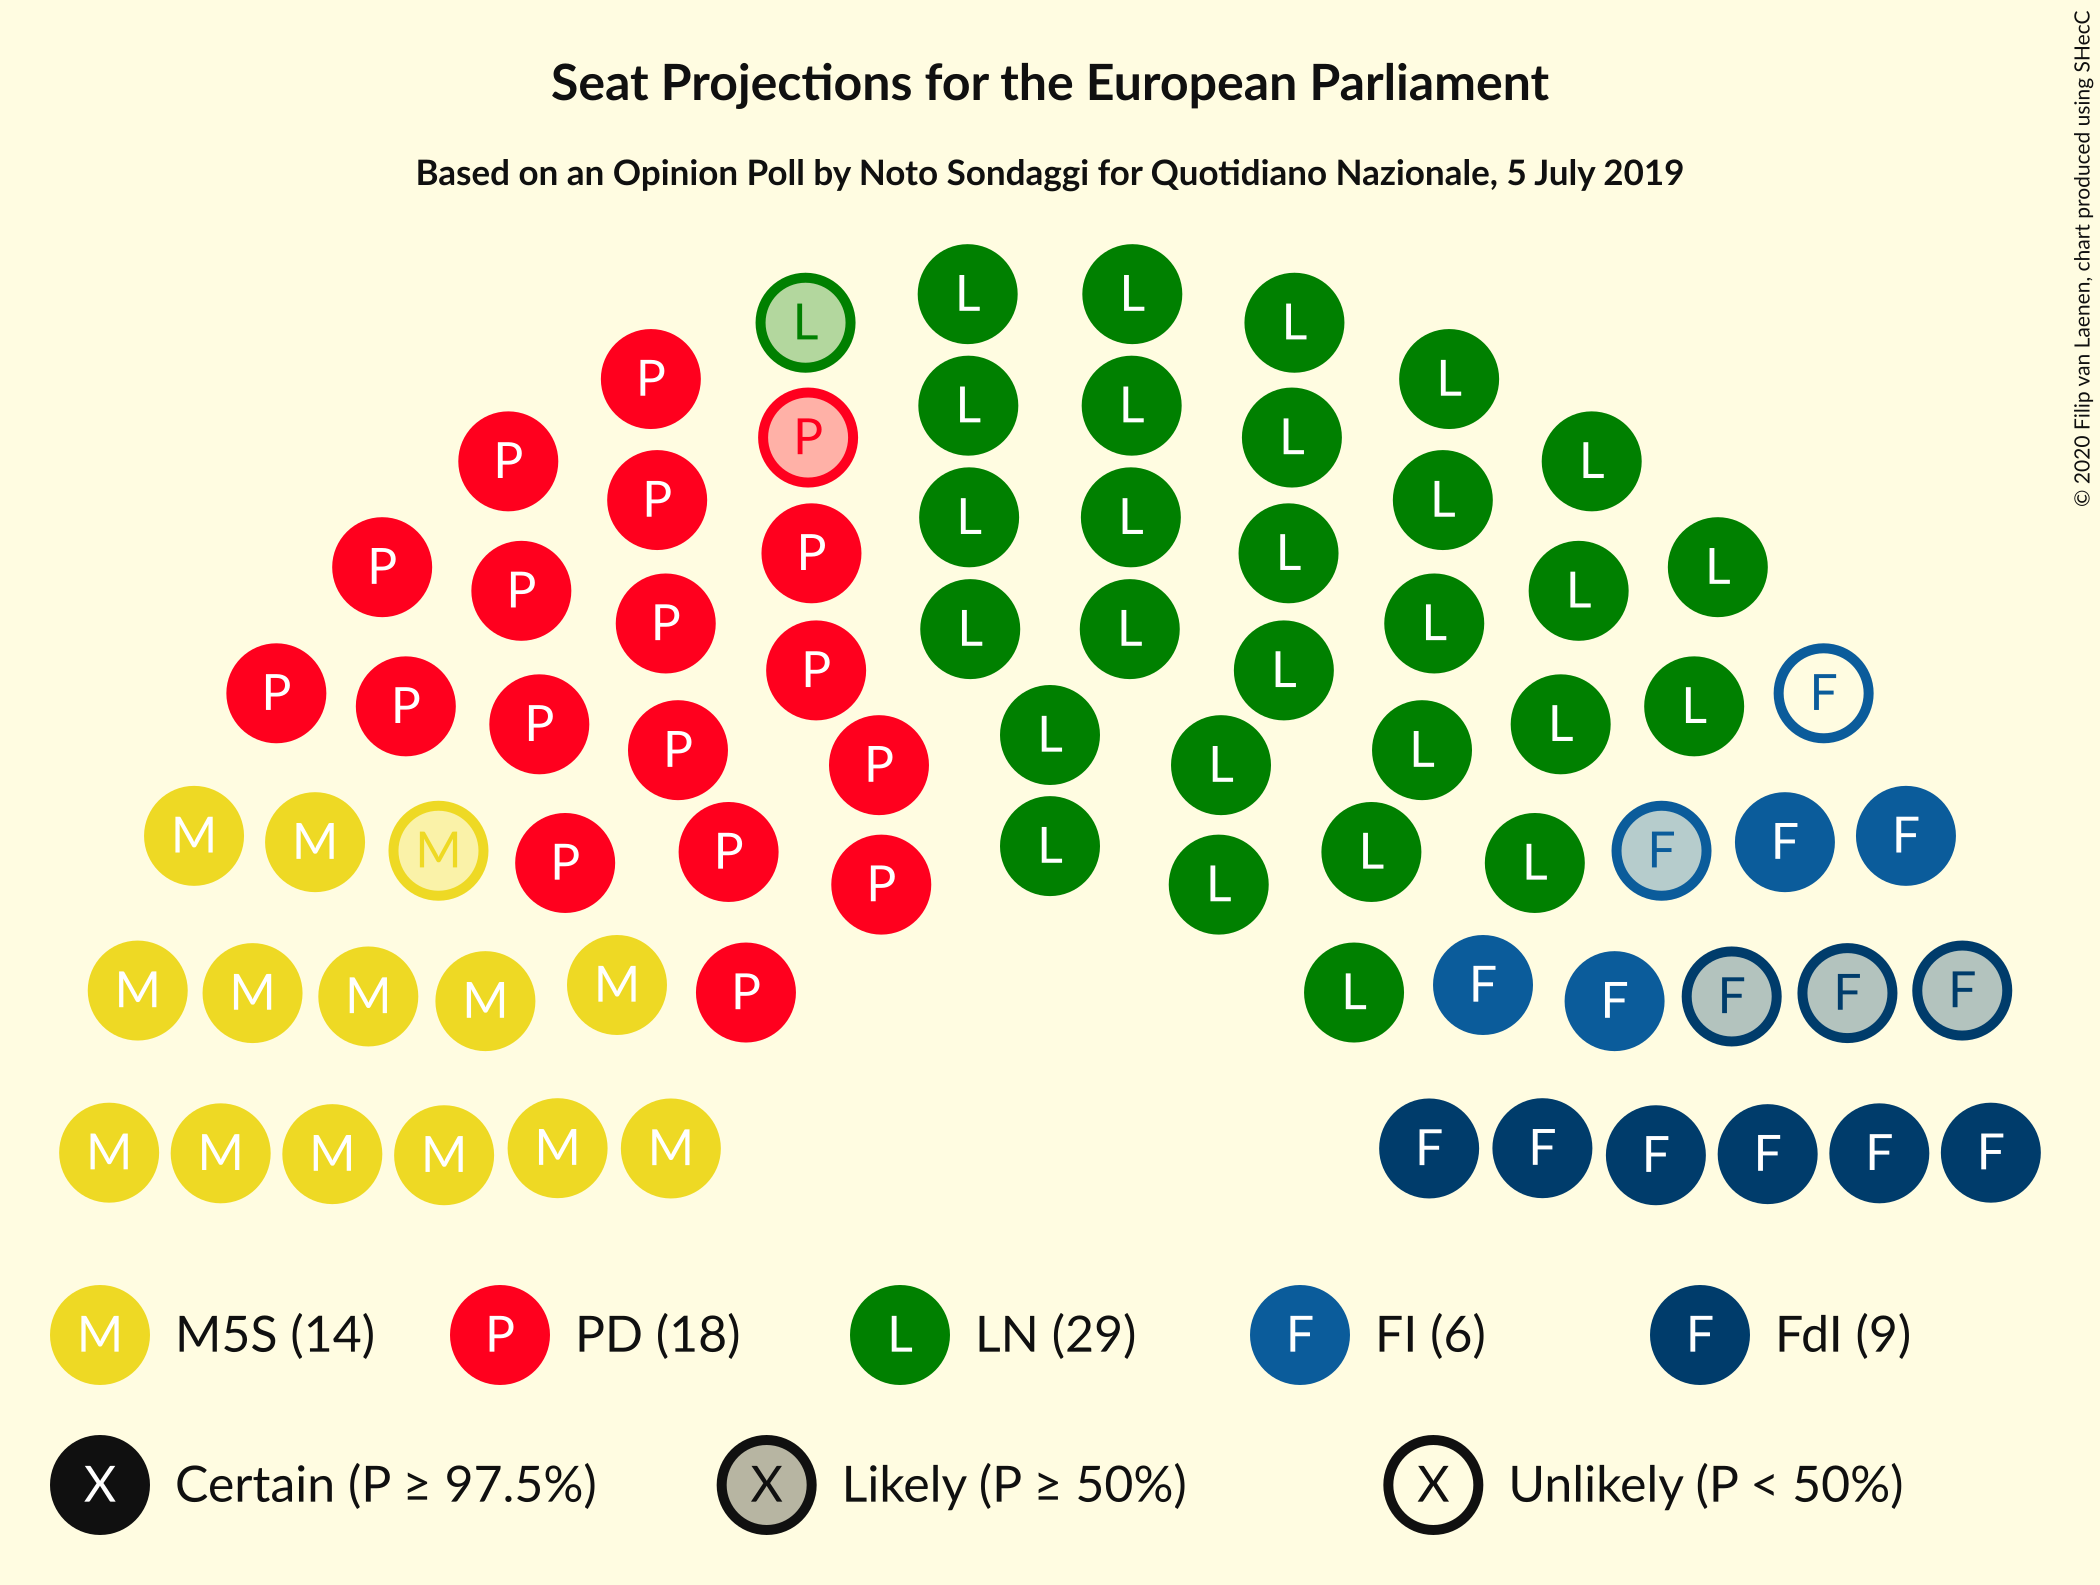 Seat Projections for the European Parliament
Based on an Opinion Poll by Noto Sondaggi for Quotidiano Nazionale, 5 July 2019
© 2020 Filip van Laenen, chart produced using SHecC
L L
L L
P L
L L
P P L
P L
P L
L L
P P L
P L
P L
P L
L L
P P L
P L
P L
P P L L F
P P L L
L
P P L L
P P L L
M M M P P P L L L L F F F
M M M M M P L F F F F F
M M M M M M F F F F F F
M M5S (14) P PD (18) L LN (29) F FI (6) F FdI (9)
X Certain (P ≥ 97.5%) X Likely (P ≥ 50%) X Unlikely (P < 50%)